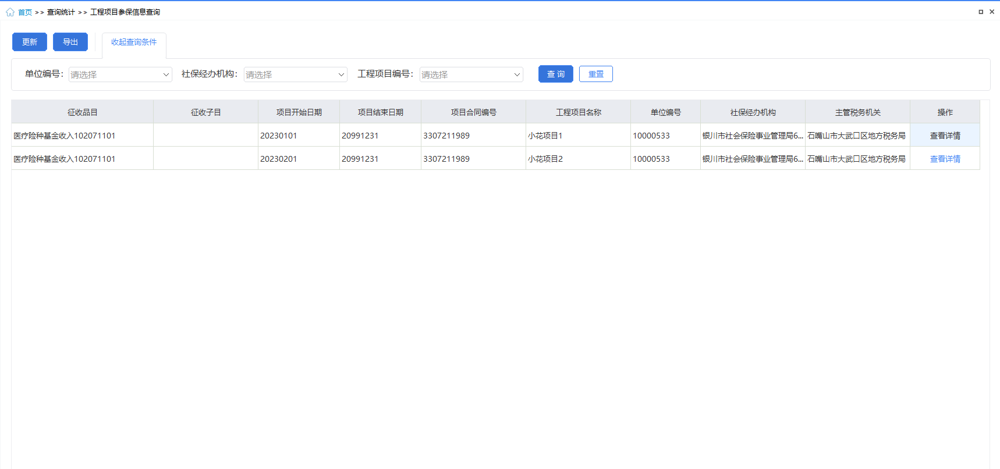 首页 >> 查询统计 >> 工程项目参保信息查询
更新 导出 收起查询条件
单位编号： 请选择 社保经办机构： 请选择 工程项目编号： 请选择 查 询 重置
征收品目 征收子目 项目开始日期 项目结束日期 项目合同编号 工程项目名称 单位编号 社保经办机构 主管税务机关 操作
医疗险种基金收入102071101 20230101 20991231 3307211989 小花项目1 10000533 银川市社会保险事业管理局6... 石嘴山市大武口区地方税务局 查看详情
医疗险种基金收入102071101 20230201 20991231 3307211989 小花项目2 10000533 银川市社会保险事业管理局6... 石嘴山市大武口区地方税务局 查看详情